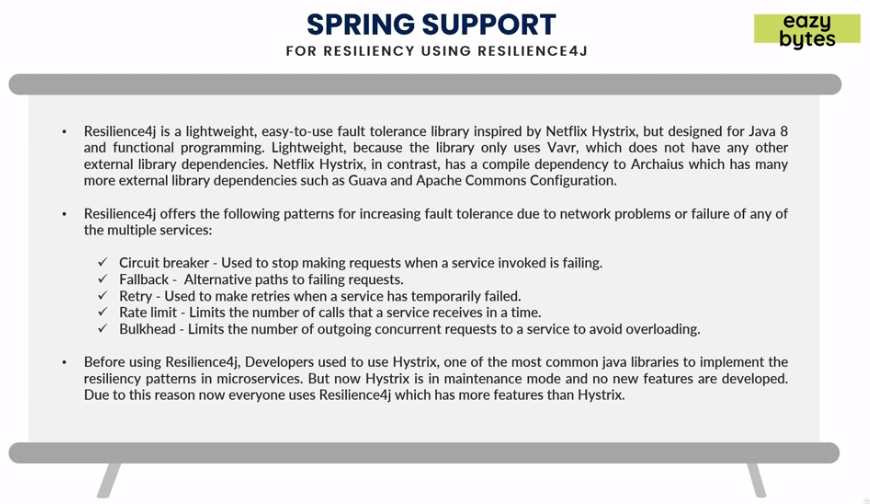 SPRING SUPPORT
FOR RESILIENCY USING RESILIENCE4J
eazy
bytes
• Resilience4j is a lightweight, easy-to-use fault tolerance library inspired by Netflix Hystrix, but designed for Java 8
and functional programming. Lightweight, because the library only uses Vavr, which does not have any other
external library dependencies. Netflix Hystrix, in contrast, has a compile dependency to Archaius which has many
more external library dependencies such as Guava and Apache Commons Configuration.
• Resilience4j offers the following patterns for increasing fault tolerance due to network problems or failure of any of
the multiple services:
✓ Circuit breaker - Used to stop making requests when a service invoked is failing.
✓ Fallback - Alternative paths to failing requests.
✓ Retry - Used to make retries when a service has temporarily failed.
✓ Rate limit - Limits the number of calls that a service receives in a time.
✓ Bulkhead - Limits the number of outgoing concurrent requests to a service to avoid overloading.
• Before using Resilience4j, Developers used to use Hystrix, one of the most common java libraries to implement the
resiliency patterns in microservices. But now Hystrix is in maintenance mode and no new features are developed.
Due to this reason now everyone uses Resilience4j which has more features than Hystrix.